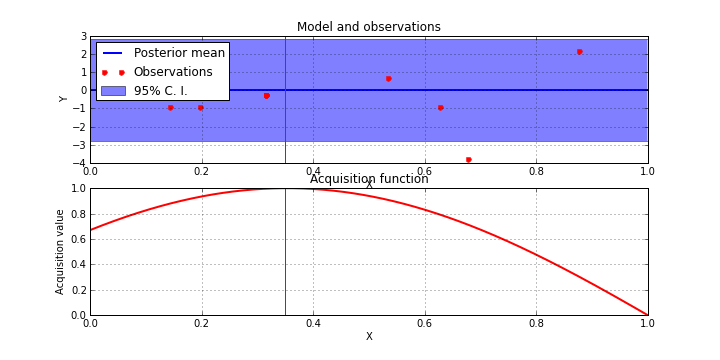 Model and observations
3
2
1
0
−1
−2
−3
−4
Y
Posterior mean
Observations
95% C. I.
0.0 0.2 0.4 0.6 0.8 1.0
X
Acquisition function
1.0
0.8
0.6
0.4
0.2
0.0
Acquisition value
0.0 0.2 0.4 0.6 0.8 1.0
X